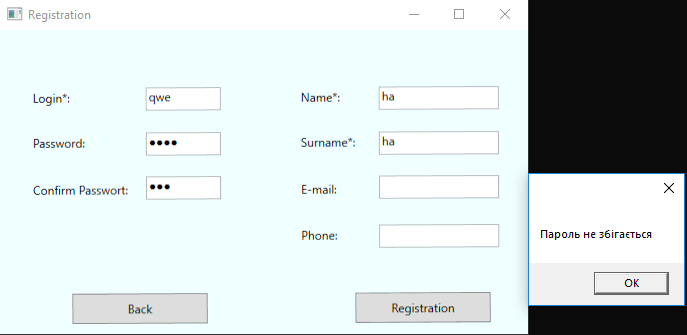 Registration
Login*:
qwe
Name*:
ha
Password:
••••
Surname*:
ha
Confirm Passwort:
•••
E-mail:
Phone:
Back
Registration
Пароль не збігається
OK